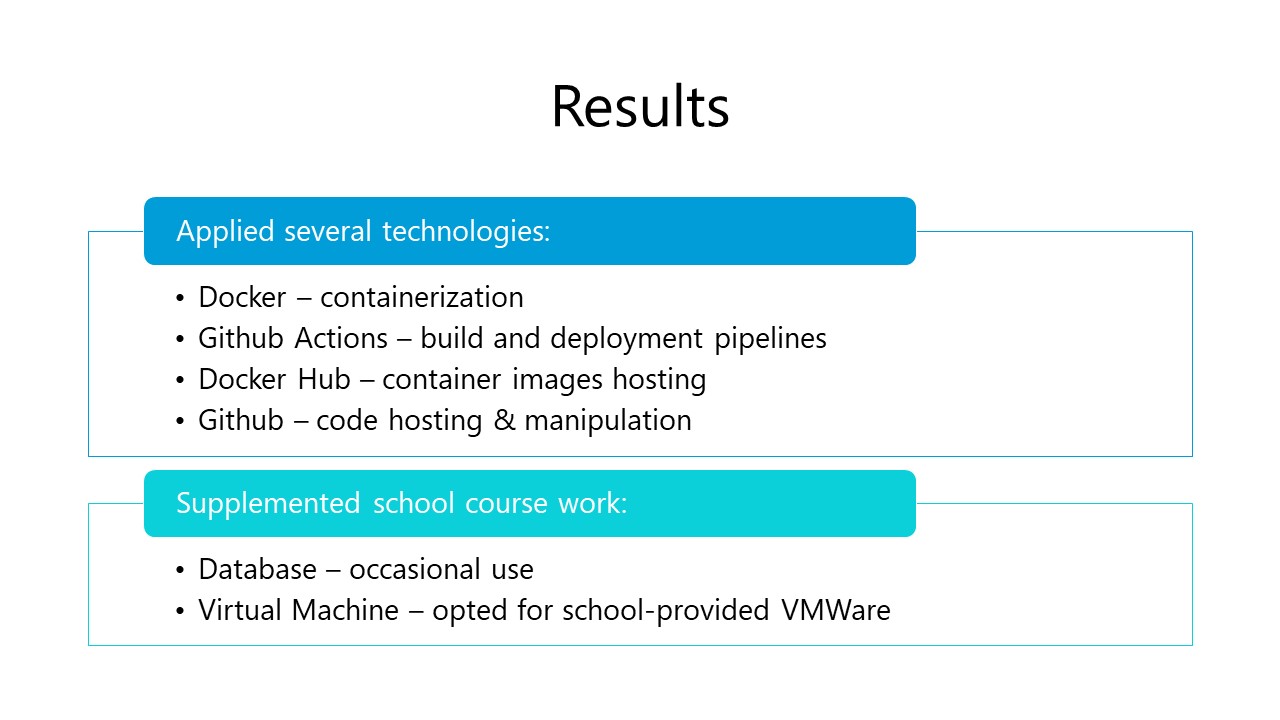 Results
Applied several technologies:
• Docker – containerization
• Github Actions – build and deployment pipelines
• Docker Hub – container images hosting
• Github – code hosting & manipulation
Supplemented school course work:
• Database – occasional use
• Virtual Machine – opted for school-provided VMWare